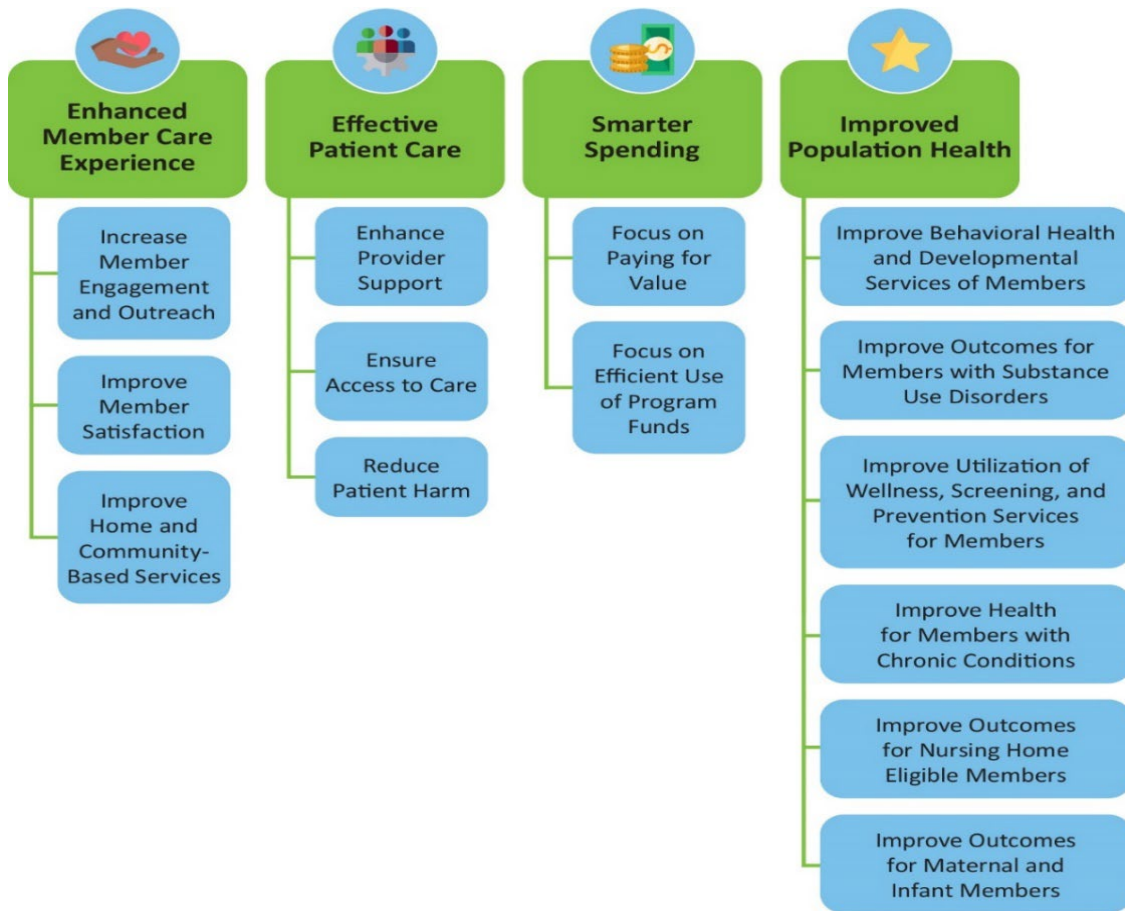 Enhanced
Member Care
Experience
Increase
Member
Engagement
and Outreach
Improve
Member
Satisfaction
Improve
Home and
Community-
Based Services
Effective
Patient Care
Enhance
Provider
Support
Ensure
Access to Care
Reduce
Patient Harm
Smarter
Spending
Focus on
Paying for
Value
Focus on
Efficient Use
of Program
Funds
Improved
Population Health
Improve Behavioral Health
and Developmental
Services of Members
Improve Outcomes for
Members with Substance
Use Disorders
Improve Utilization of
Wellness, Screening, and
Prevention Services
for Members
Improve Health
for Members with
Chronic Conditions
Improve Outcomes
for Nursing Home
Eligible Members
Improve Outcomes
for Maternal and
Infant Members